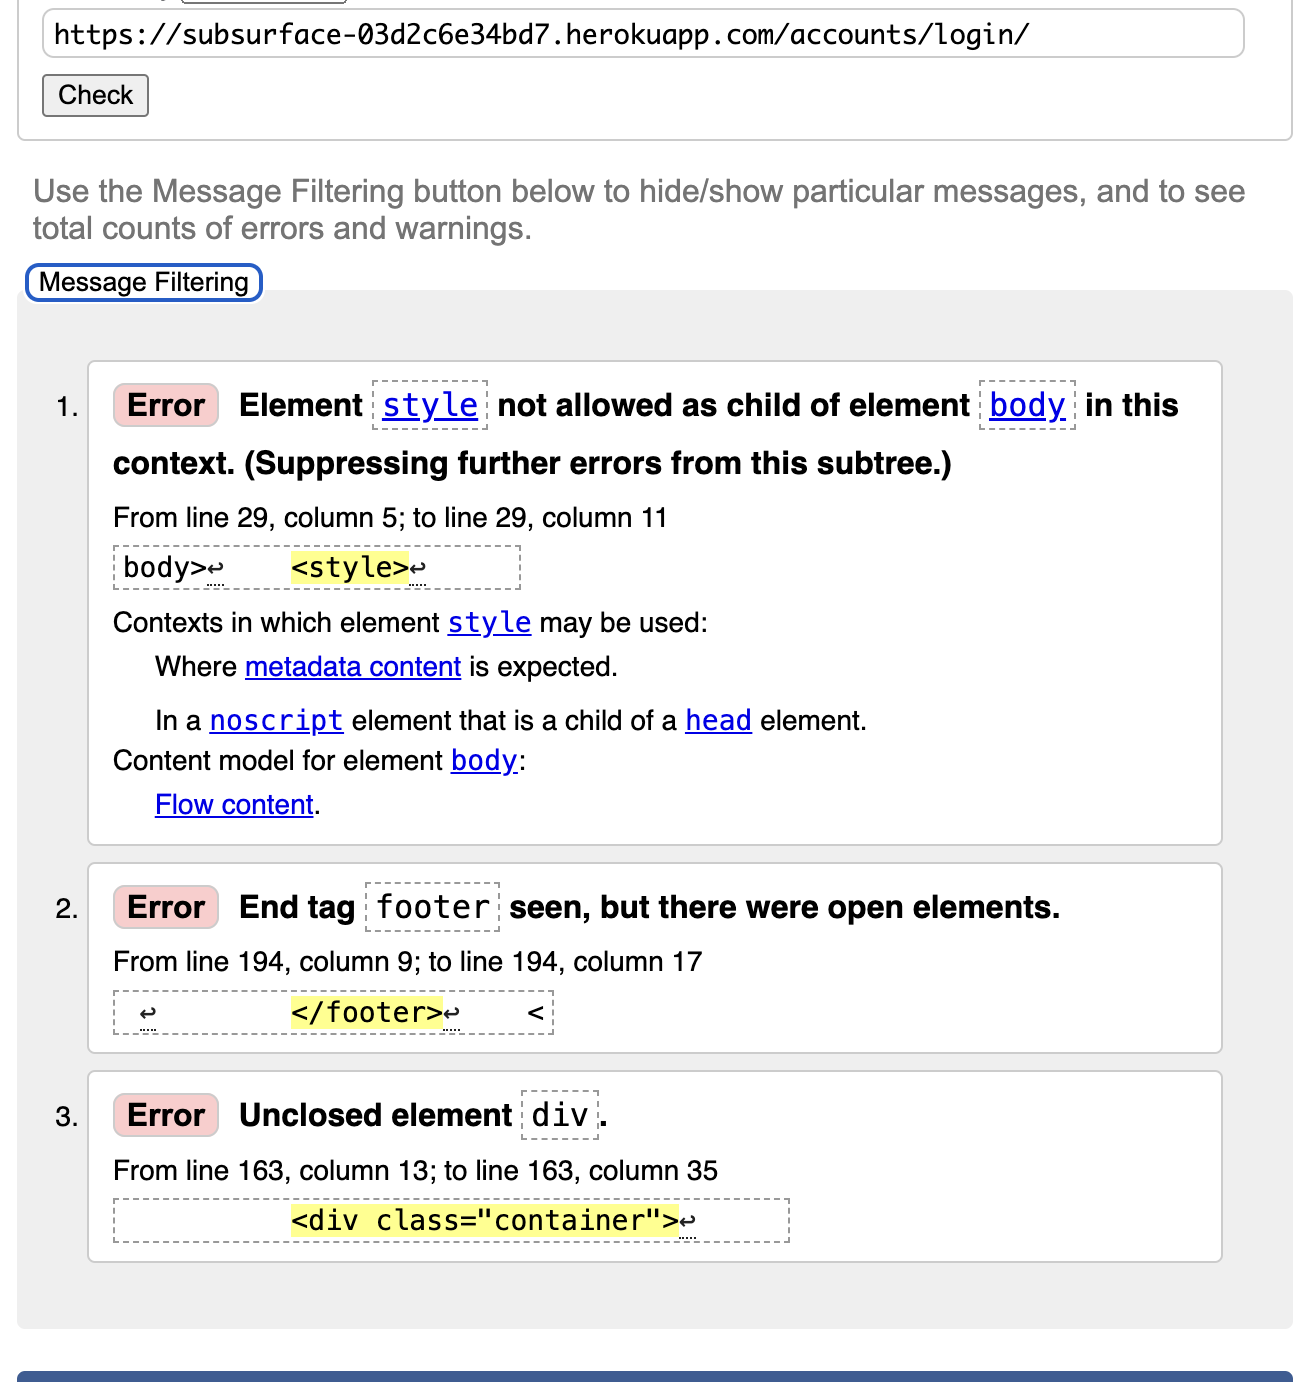 https://subsurface-03d2c6e34bd7.herokuapp.com/accounts/login/
Check
Use the Message Filtering button below to hide/show particular messages, and to see
total counts of errors and warnings.
Message Filtering
1. Error Element style not allowed as child of element body in this
context. (Suppressing further errors from this subtree.)
From line 29, column 5; to line 29, column 11
body>↩    <style>↩
Contexts in which element style may be used:
Where metadata content is expected.
In a noscript element that is a child of a head element.
Content model for element body:
Flow content.
2. Error End tag footer seen, but there were open elements.
From line 194, column 9; to line 194, column 17
↩        </footer>↩    <
3. Error Unclosed element div.
From line 163, column 13; to line 163, column 35
<div class="container">↩